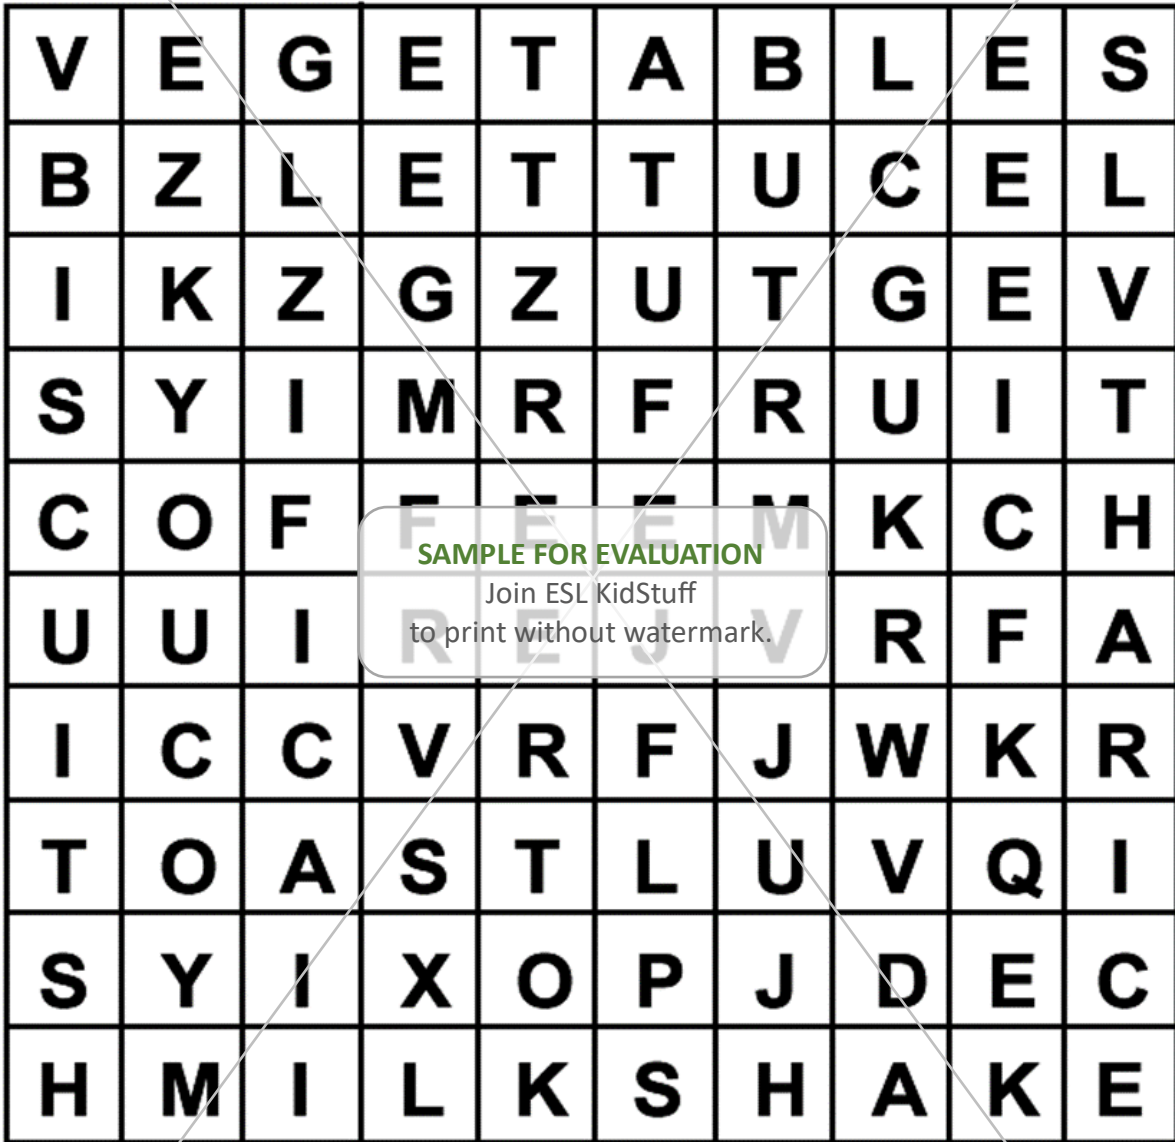 V E G E T A B L E S
B Z L E T T U C E L
I K Z G Z U T G E V
S Y I M R F R U I T
C O F F E E M K C H
SAMPLE FOR EVALUATION
Join ESL KidStuff
to print without watermark.
U U I R E J V R F A
I C C V R F J W K R
T O A S T L U V Q I
S Y I X O P J D E C
H M I L K S H A K E